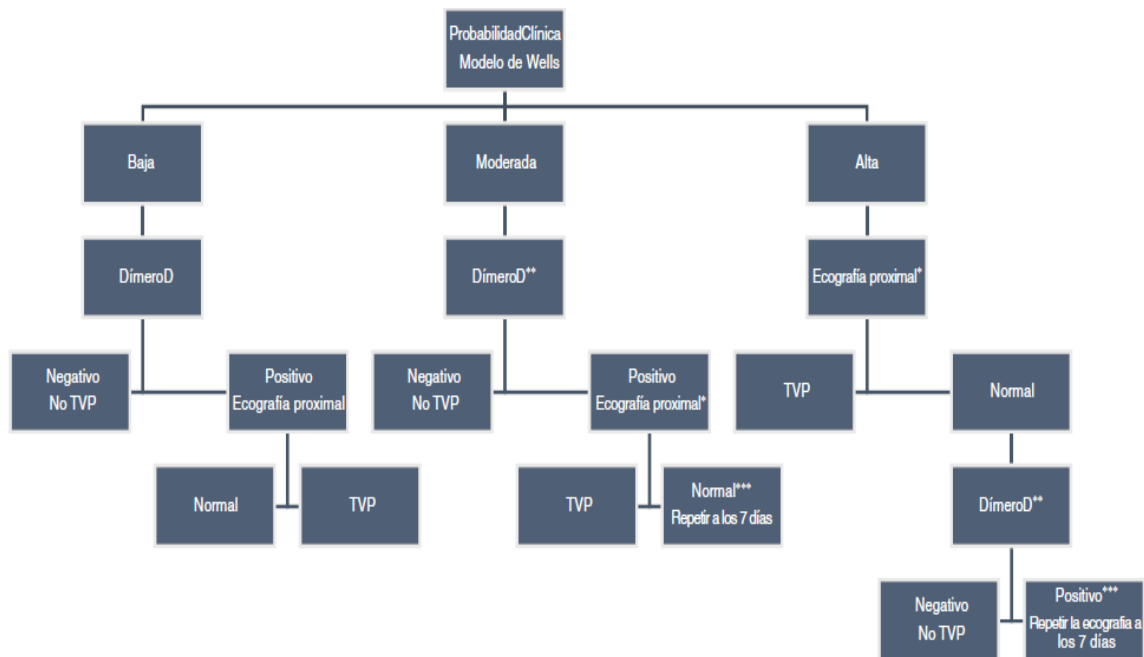 ProbabilidadClínica
Modelo de Wells
Baja
Moderada
Alta
DímeroD
DímeroD**
Ecografía proximal*
Negativo
No TVP
Positivo
Ecografía proximal
Negativo
No TVP
Positivo
Ecografía proximal*
TVP
Normal
Normal
TVP
TVP
Normal***
Repetir a los 7 días
DímeroD**
Negativo
No TVP
Positivo***
Repetir la ecografia a
los 7 días